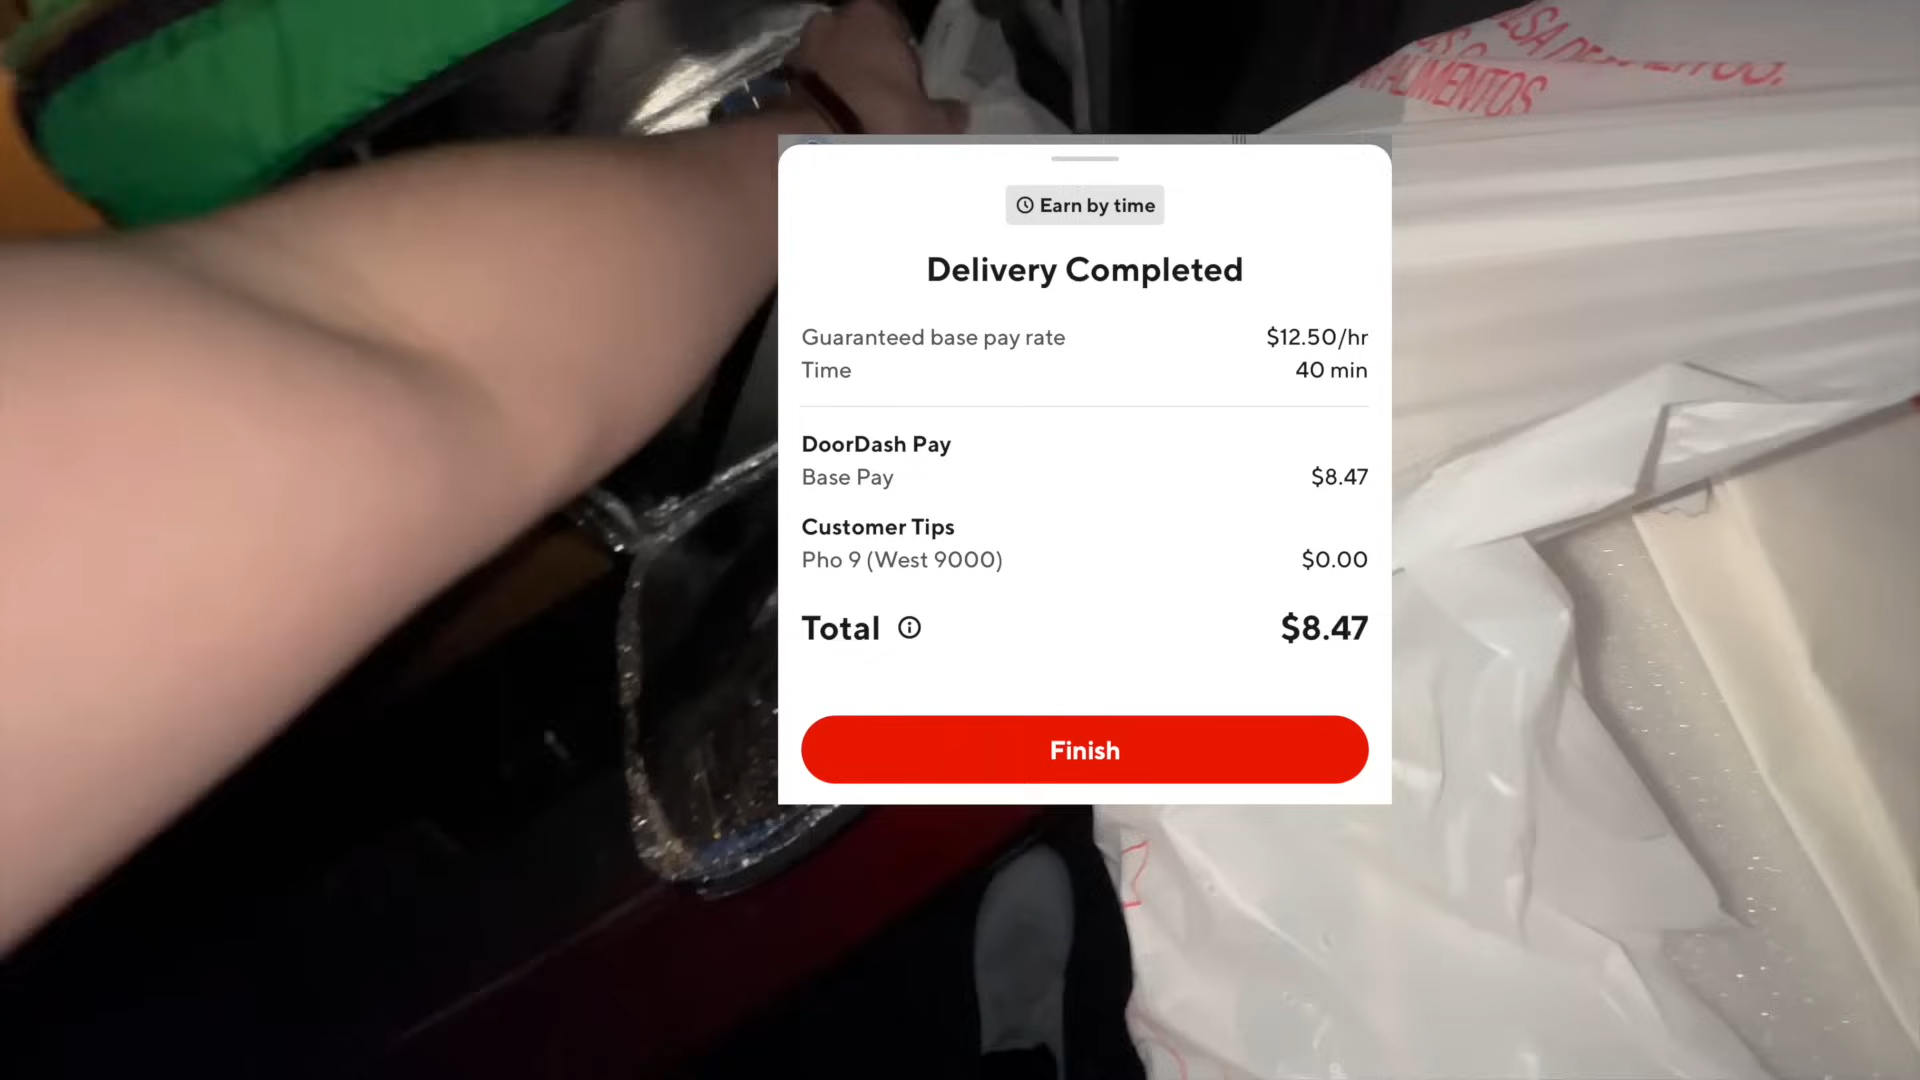 ALIMENTOS
Earn by time
Delivery Completed
Guaranteed base pay rate $12.50/hr
Time 40 min
DoorDash Pay
Base Pay $8.47
Customer Tips
Pho 9 (West 9000) $0.00
Total $8.47
Finish